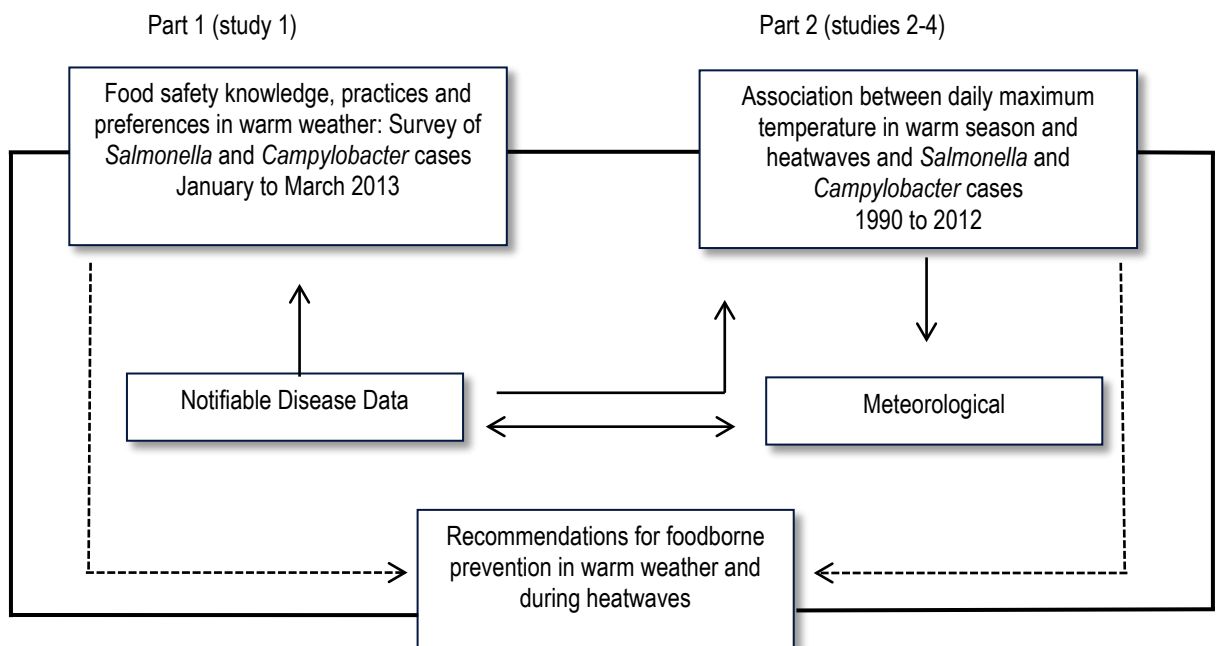 Part 1 (study 1)
Part 2 (studies 2-4)
Food safety knowledge, practices and
preferences in warm weather: Survey of
Salmonella and Campylobacter cases
January to March 2013
Association between daily maximum
temperature in warm season and
heatwaves and Salmonella and
Campylobacter cases
1990 to 2012
Notifiable Disease Data
Meteorological
Recommendations for foodborne
prevention in warm weather and
during heatwaves